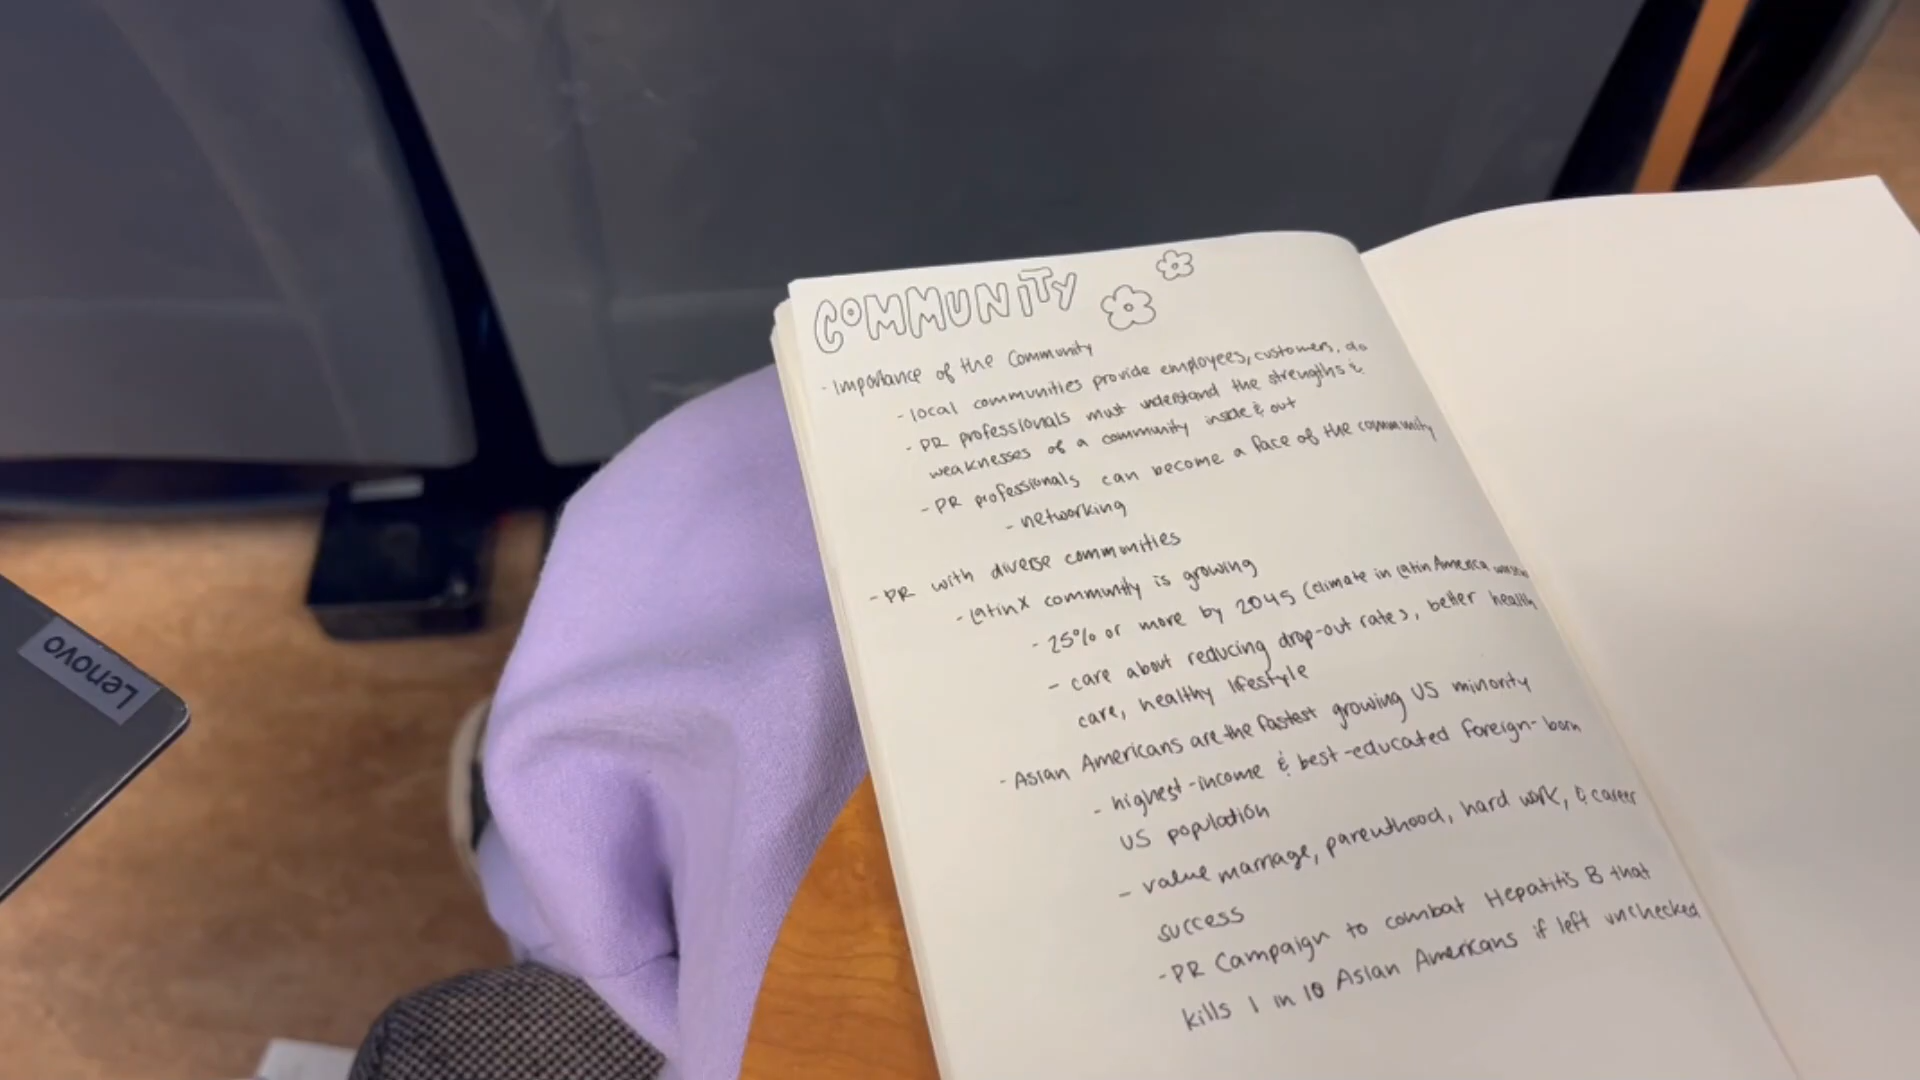 COMMUNITY
- Importance of the Community
- local communities provide employees, customers,
- PR professionals must understand the strengths &
weaknesses of a community inside & out
- PR professionals can become a face of the community
- networking
- PR with diverse communities
- Latinx community is growing
- 25% or more by 2045 (climate in Latin America
- care about reducing drop-out rates, better health
care, healthy lifestyle
- Asian Americans are the fastest growing US minority
- highest-income & best-educated foreign-born
US population
- value marriage, parenthood, hard work, & career
success
- PR Campaign to combat Hepatitis B that
kills 1 in 10 Asian Americans if left unchecked
Lenovo